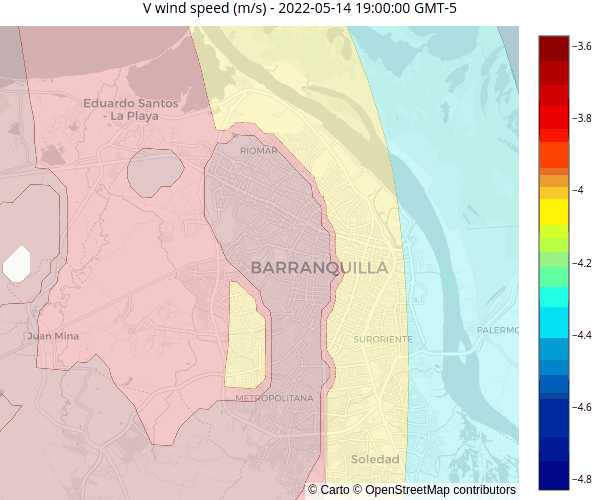 V wind speed (m/s) - 2022-05-14 19:00:00 GMT-5
−3.6
Eduardo Santos
- La Playa
−3.8
RIOMAR
−4
−4.2
BARRANQUILLA
PALERMO
−4.4
Juan Mina
SURORIENTE
METROPOLITANA
−4.6
Soledad
−4.8
© Carto © OpenStreetMap contributors